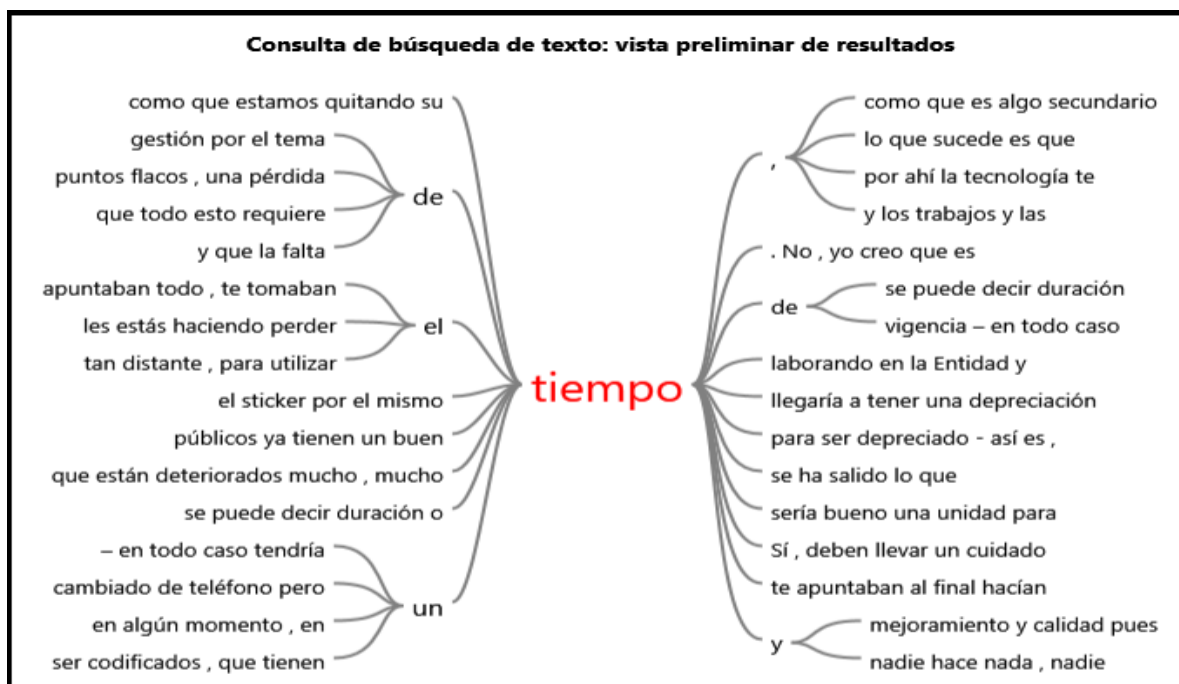 Consulta de búsqueda de texto: vista preliminar de resultados
como que estamos quitando su
gestión por el tema
puntos flacos , una pérdida
que todo esto requiere
y que la falta
de
apuntaban todo , te tomaban
les estás haciendo perder
tan distante , para utilizar
el
el sticker por el mismo
públicos ya tienen un buen
que están deteriorados mucho , mucho
se puede decir duración o
– en todo caso tendría
cambiado de teléfono pero
en algún momento , en
ser codificados , que tienen
un
tiempo
,
como que es algo secundario
lo que sucede es que
por ahí la tecnología te
y los trabajos y las
. No , yo creo que es
de
se puede decir duración
vigencia – en todo caso
laborando en la Entidad y
llegaría a tener una depreciación
para ser depreciado - así es ,
se ha salido lo que
sería bueno una unidad para
Sí , deben llevar un cuidado
te apuntaban al final hacían
y
mejoramiento y calidad pues
nadie hace nada , nadie